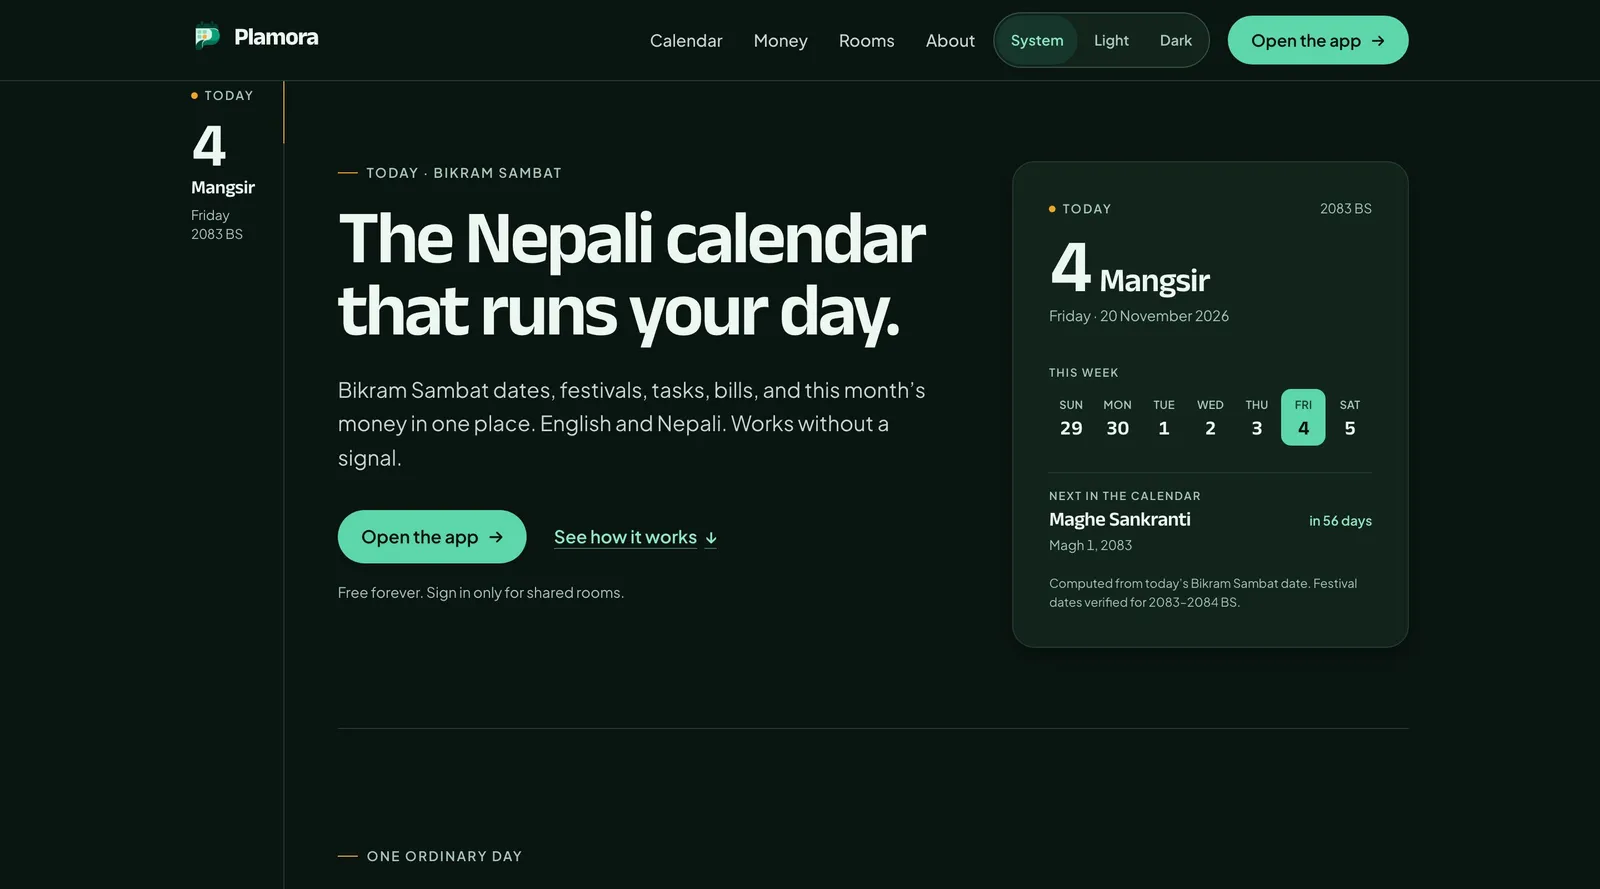 Plamora
Calendar Money Rooms About System Light Dark Open the app →
TODAY
4
Mangsir
Friday
2083 BS
TODAY · BIKRAM SAMBAT
The Nepali calendar
that runs your day.
Bikram Sambat dates, festivals, tasks, bills, and this month’s
money in one place. English and Nepali. Works without a
signal.
Open the app →
See how it works ↓
Free forever. Sign in only for shared rooms.
TODAY 2083 BS
4 Mangsir
Friday · 20 November 2026
THIS WEEK
SUN MON TUE WED THU FRI SAT
29 30 1 2 3 4 5
NEXT IN THE CALENDAR
Maghe Sankranti in 56 days
Magh 1, 2083
Computed from today's Bikram Sambat date. Festival
dates verified for 2083–2084 BS.
ONE ORDINARY DAY